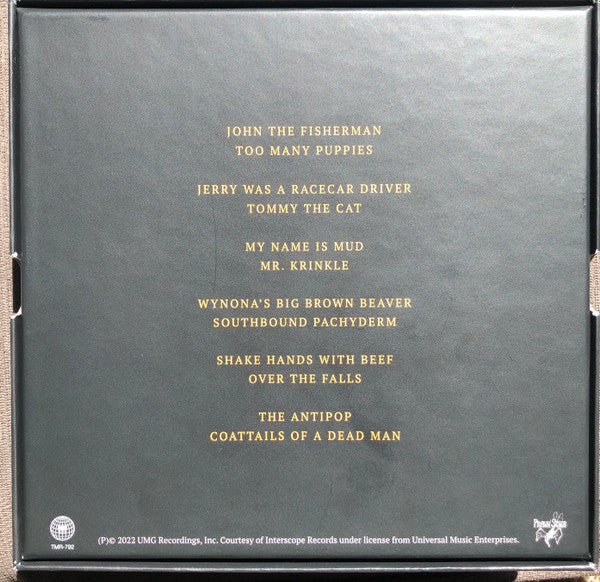 JOHN THE FISHERMAN
TOO MANY PUPPIES
JERRY WAS A RACECAR DRIVER
TOMMY THE CAT
MY NAME IS MUD
MR. KRINKLE
WYNONA'S BIG BROWN BEAVER
SOUTHBOUND PACHYDERM
SHAKE HANDS WITH BEEF
OVER THE FALLS
THE ANTIPOP
COATTAILS OF A DEAD MAN
TMR-792
(P)© 2022 UMG Recordings, Inc. Courtesy of Interscope Records under license from Universal Music Enterprises.